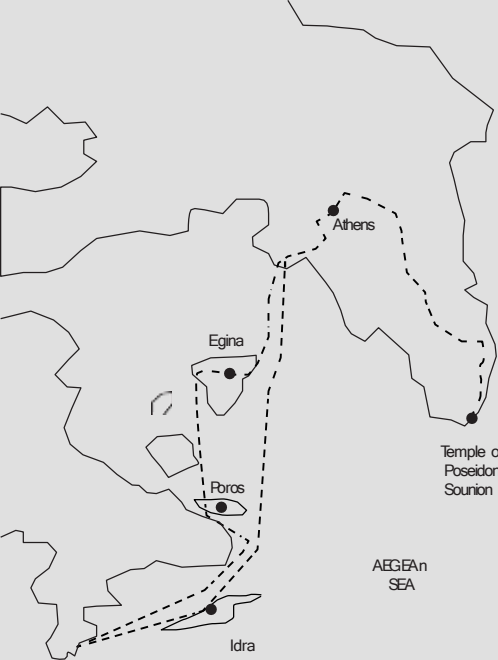 Athens
Egina
Temple o
Poseidon
Sounion
Poros
AEGEAn
SEA
Idra